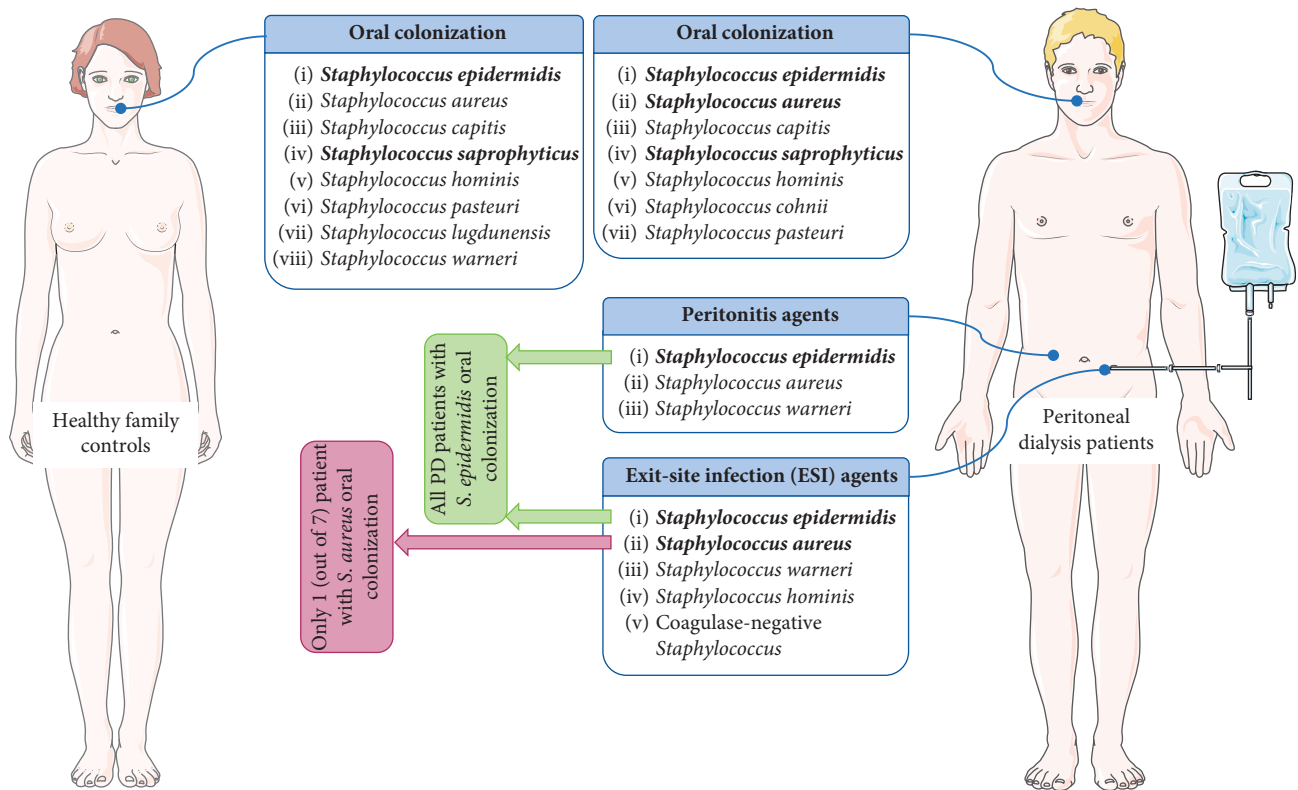 Oral colonization
(i) Staphylococcus epidermidis
(ii) Staphylococcus aureus
(iii) Staphylococcus capitis
(iv) Staphylococcus saprophyticus
(v) Staphylococcus hominis
(vi) Staphylococcus pasteuri
(vii) Staphylococcus lugdunensis
(viii) Staphylococcus warneri
Oral colonization
(i) Staphylococcus epidermidis
(ii) Staphylococcus aureus
(iii) Staphylococcus capitis
(iv) Staphylococcus saprophyticus
(v) Staphylococcus hominis
(vi) Staphylococcus cohnii
(vii) Staphylococcus pasteuri
Peritonitis agents
(i) Staphylococcus epidermidis
(ii) Staphylococcus aureus
(iii) Staphylococcus warneri
All PD patients with
S. epidermidis oral
colonization
Healthy family
controls
Peritoneal
dialysis patients
Exit-site infection (ESI) agents
(i) Staphylococcus epidermidis
(ii) Staphylococcus aureus
(iii) Staphylococcus warneri
(iv) Staphylococcus hominis
(v) Coagulase-negative
Staphylococcus
Only 1 (out of 7) patient
with S. aureus oral
colonization